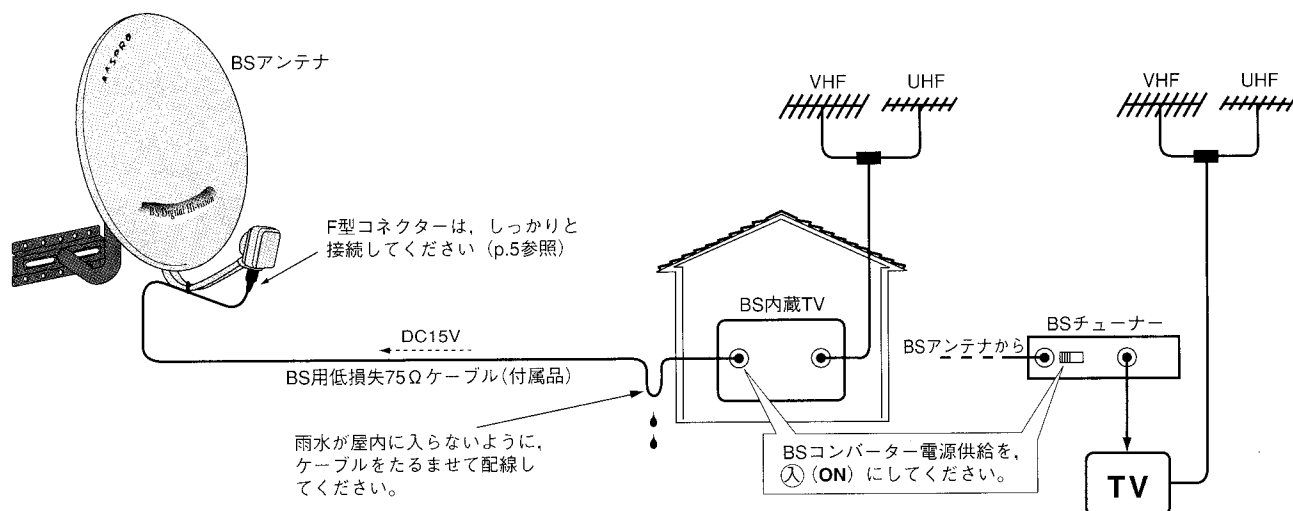 MASPRO
BSアンテナ
BS Digital Hi-Vision
F型コネクターは，しっかりと
接続してください（p.5参照）
DC15V
BS用低損失75Ωケーブル(付属品)
雨水が屋内に入らないように，
ケーブルをたるませて配線し
てください。
VHF
UHF
BS内蔵TV
BSコンバーター電源供給を，
入（ON）にしてください。
VHF
UHF
BSチューナー
BSアンテナから
TV